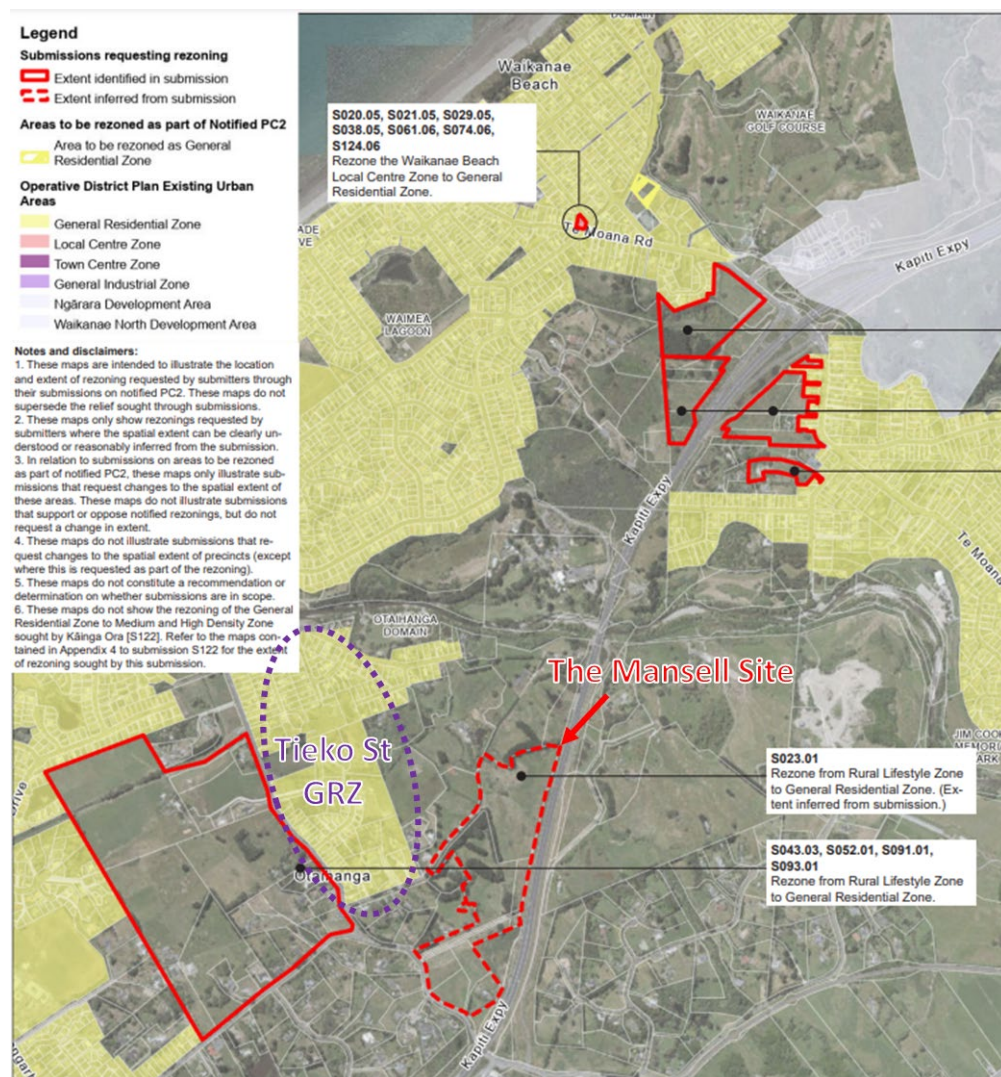 Legend
Submissions requesting rezoning
Extent identified in submission
Extent inferred from submission
Areas to be rezoned as part of Notified PC2
Area to be rezoned as General
Residential Zone
Operative District Plan Existing Urban
Areas
General Residential Zone
Local Centre Zone
Town Centre Zone
General Industrial Zone
Ngārara Development Area
Waikanae North Development Area
Notes and disclaimers:
1. These maps are intended to illustrate the location
and extent of rezoning requested by submitters through
their submissions on notified PC2. These maps do not
supersede the relief sought through submissions.
2. These maps only show rezonings requested by
submitters where the spatial extent can be clearly un-
derstood or reasonably inferred from the submission.
3. In relation to submissions on areas to be rezoned
as part of notified PC2, these maps only illustrate sub-
missions that request changes to the spatial extent of
these areas. These maps do not illustrate submissions
that support or oppose notified rezonings, but do not
request a change in extent.
4. These maps do not illustrate submissions that re-
quest changes to the spatial extent of precincts (except
where this is requested as part of the rezoning).
5. These maps do not constitute a recommendation or
determination on whether submissions are in scope.
6. These maps do not show the rezoning of the General
Residential Zone to Medium and High Density Zone
sought by Kāinga Ora [S122]. Refer to the maps con-
tained in Appendix 4 to submission S122 for the extent
of rezoning sought by this submission.
DOMAIN
Waikanae
Beach
WAIKANAE
GOLF COURSE
S020.05, S021.05, S029.05,
S038.05, S061.06, S074.06,
S124.06
Rezone the Waikanae Beach
Local Centre Zone to General
Residential Zone.
Te Moana Rd
Kapiti Expy
WAIMEA
LAGOON
Kapiti Expy
Te Moana
OTAIHANGA
DOMAIN
The Mansell Site
Tieko St
GRZ
JIM COOK
MEMORIAL
PARK
S023.01
Rezone from Rural Lifestyle Zone
to General Residential Zone. (Ex-
tent inferred from submission.)
S043.03, S052.01, S091.01,
S093.01
Rezone from Rural Lifestyle Zone
to General Residential Zone.
Otaihanga
Drive
Kapiti Expy